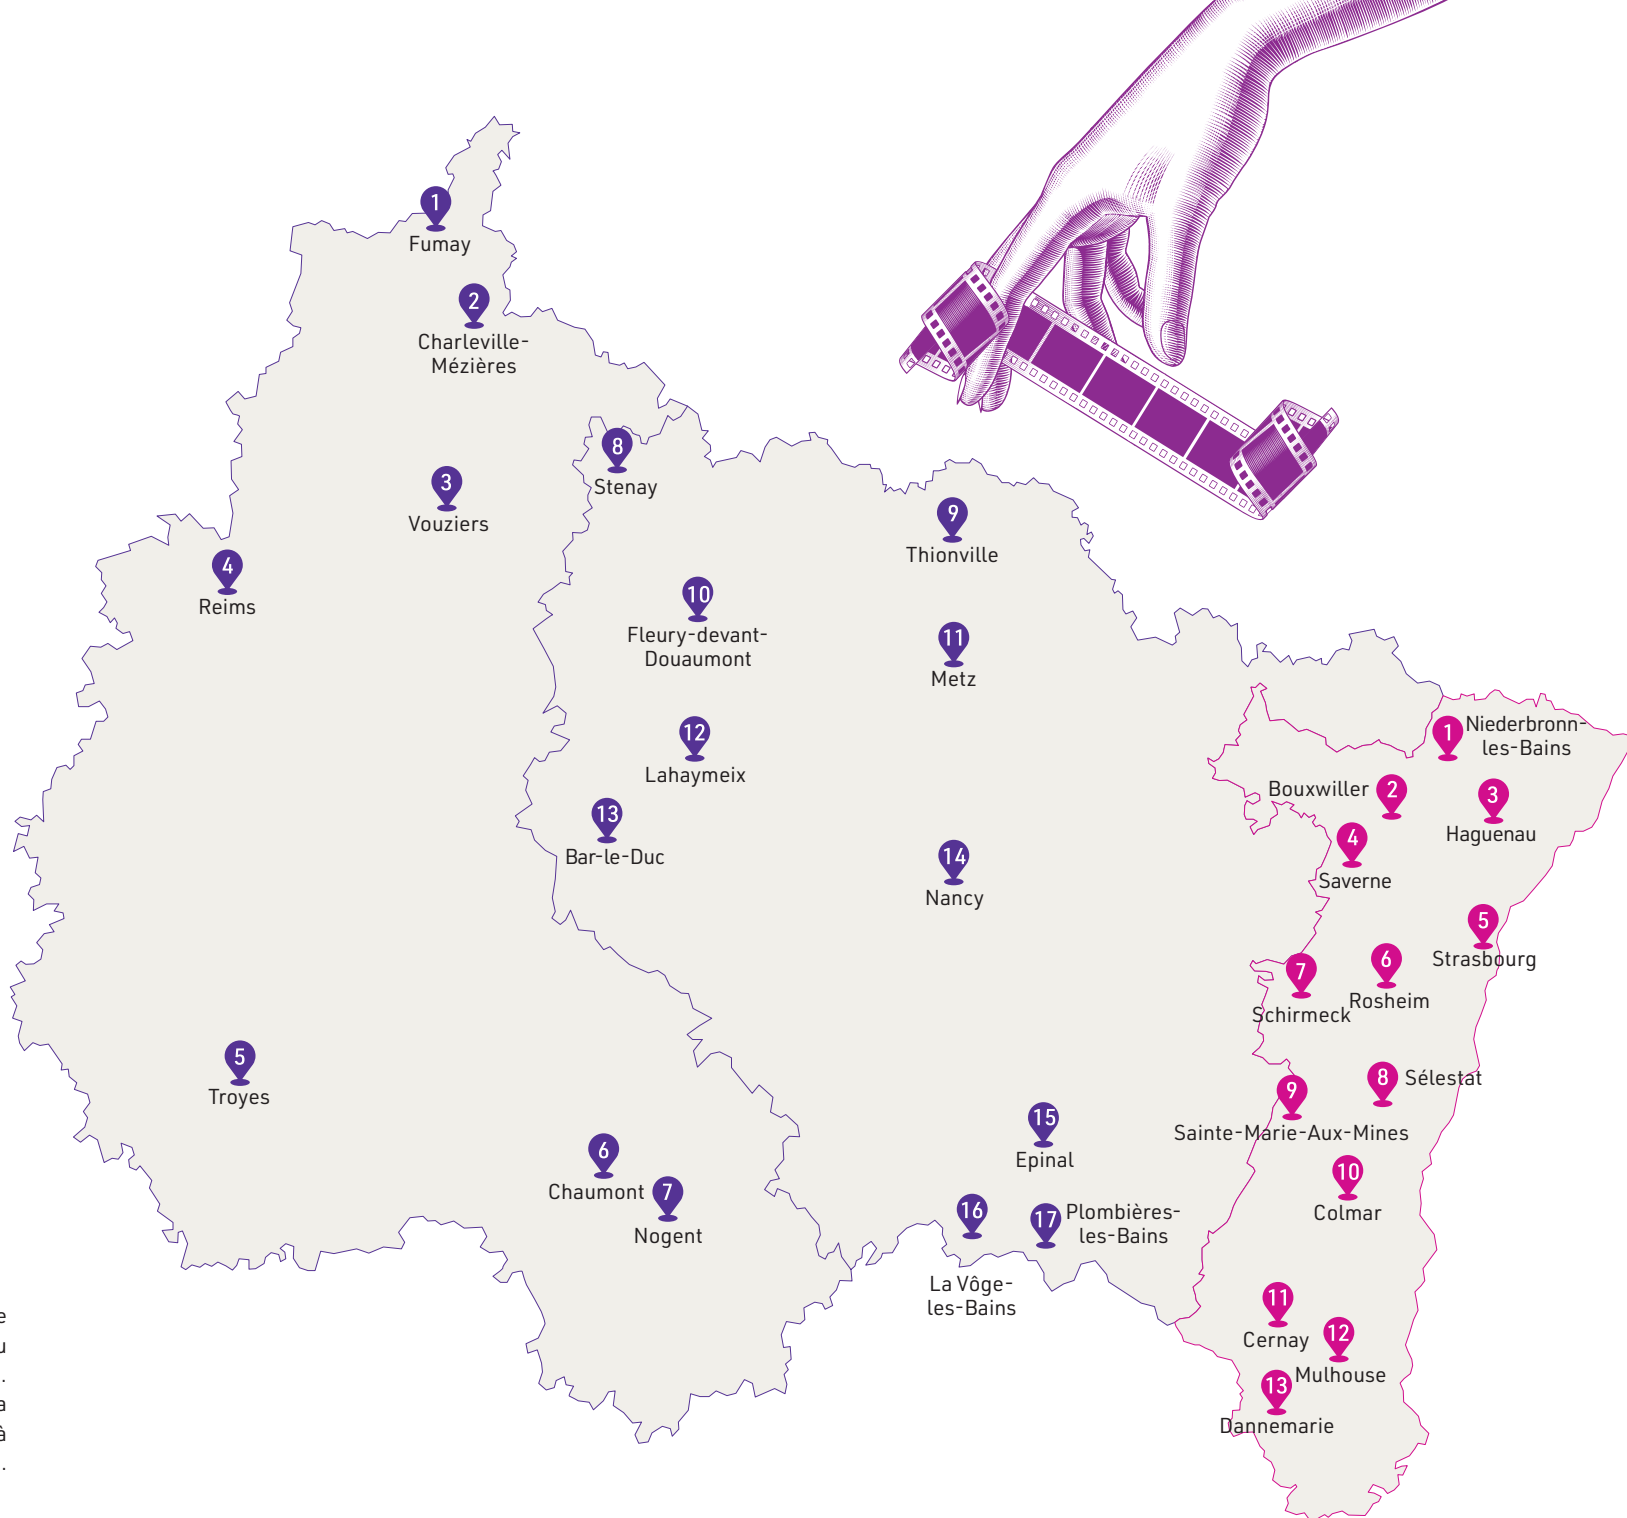 1
Fumay
2
Charleville-
Mézières
3
Vouziers
4
Reims
5
Troyes
6
Chaumont
7
Nogent
8
Stenay
9
Thionville
10
Fleury-devant-
Douaumont
11
Metz
12
Lahaymeix
13
Bar-le-Duc
14
Nancy
15
Epinal
16
La Vôge-
les-Bains
17
Plombières-
les-Bains
1
Niederbronn-
les-Bains
2
Bouxwiller
3
Haguenau
4
Saverne
5
Strasbourg
6
Rosheim
7
Schirmeck
8
Sélestat
9
Sainte-Marie-Aux-Mines
10
Colmar
11
Cernay
12
Mulhouse
13
Dannemarie
e
u
.
a
à
.